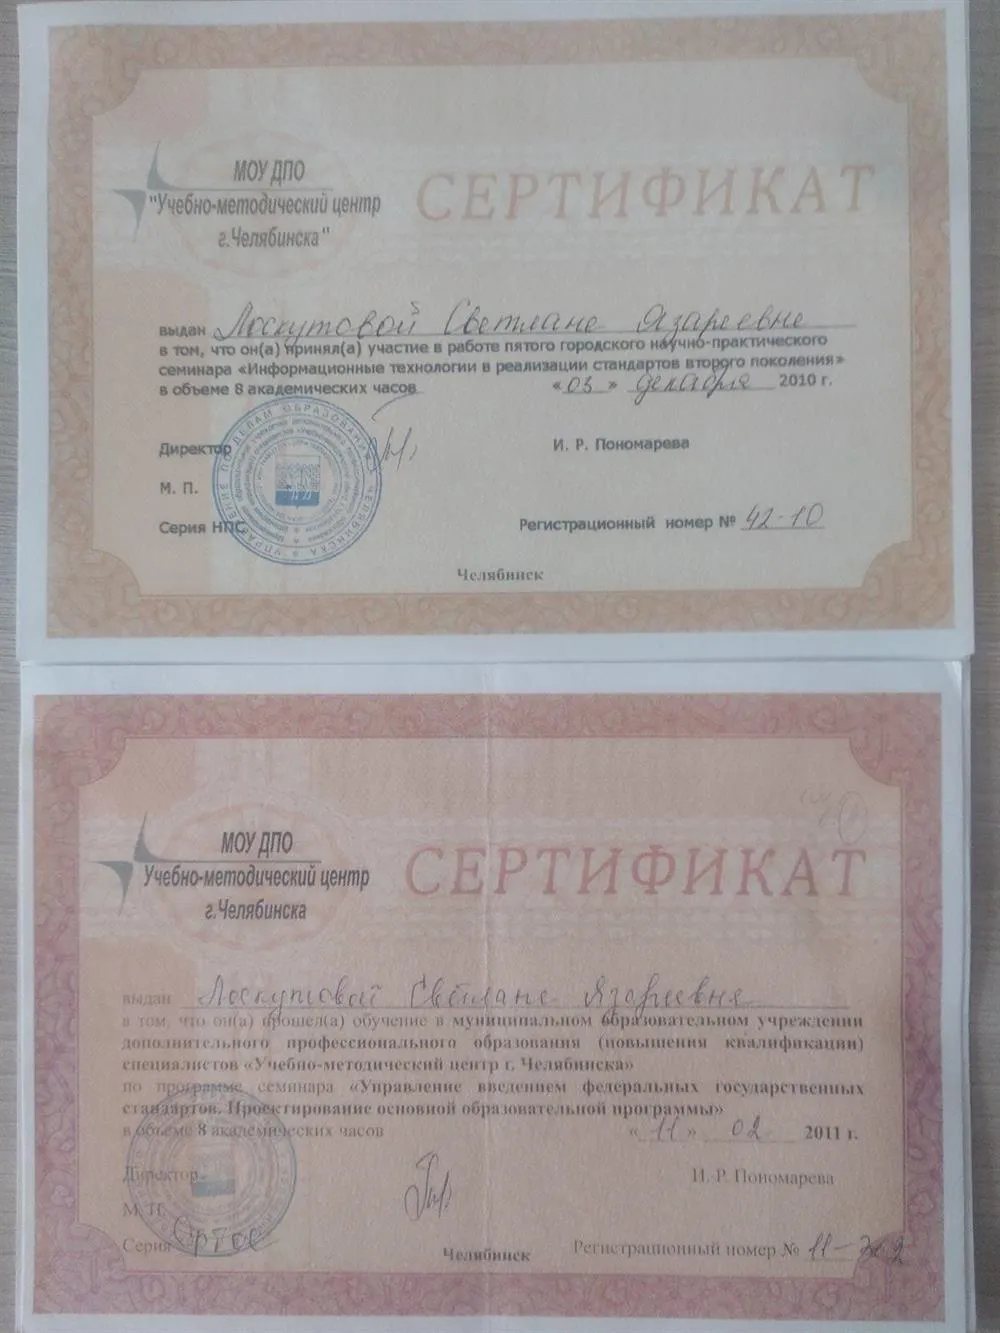 МОУ ДПО
"Учебно-методический центр
г.Челябинска"
СЕРТИФИКАТ
выдан Лоскутовой Светлане Язареевне
в том, что он(а) принял(а) участие в работе пятого городского научно-практического
семинара «Информационные технологии в реализации стандартов второго поколения»
в объеме 8 академических часов «03» декабря 2010 г.
Директор И. Р. Пономарева
М. П.
Серия НПС Регистрационный номер № 42-10
Челябинск
МОУ ДПО
Учебно-методический центр
г.Челябинска
СЕРТИФИКАТ
выдан Лоскутовой Светлане Язареевне
в том, что он(а) прошел(а) обучение в муниципальном образовательном учреждении
дополнительного профессионального образования (повышения квалификации)
специалистов «Учебно-методический центр г. Челябинска»
по программе семинара «Управление введением федеральных государственных
стандартов. Проектирование основной образовательной программы»
в объеме 8 академических часов «11» 02 2011 г.
Директор И. Р. Пономарева
М. П.
Серия Регистрационный номер №
Челябинск